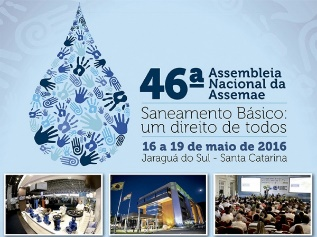 46ª Assembleia
Nacional da
Assemae
Saneamento Básico:
um direito de todos
16 a 19 de maio de 2016
Jaraguá do Sul - Santa Catarina